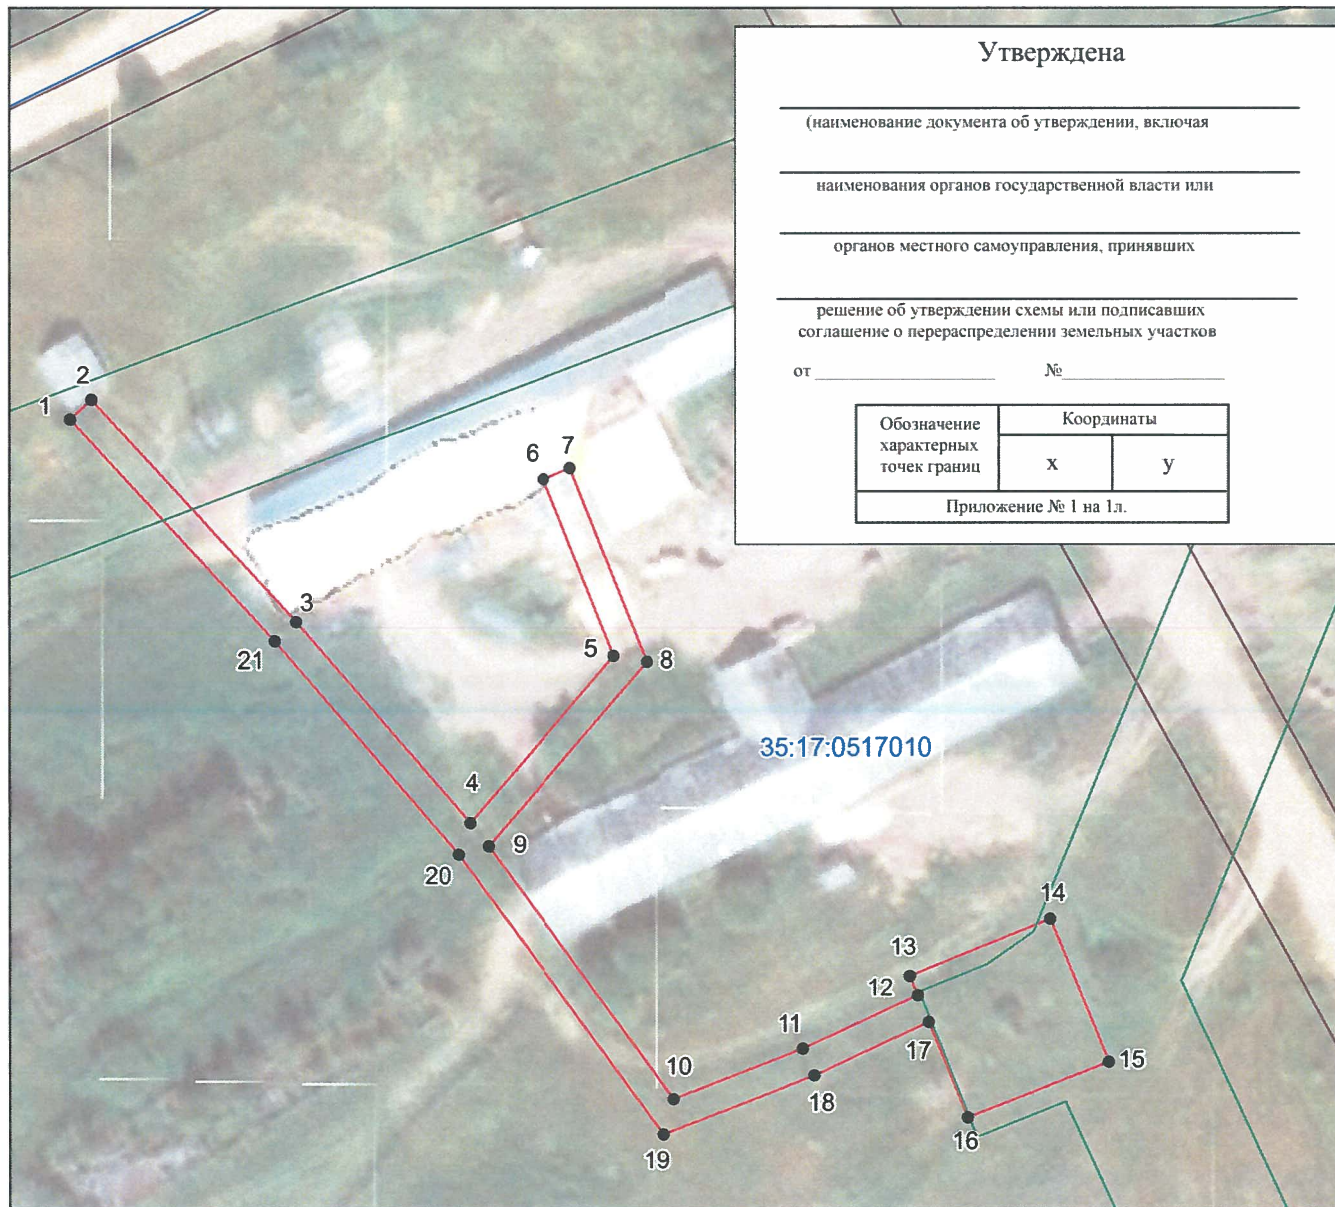 Утверждена
(наименование документа об утверждении, включая
наименования органов государственной власти или
органов местного самоуправления, принявших
решение об утверждении схемы или подписавших
соглашение о перераспределении земельных участков
от №
Обозначение характерных точек границ
Координаты
x
y
Приложение № 1 на 1л.
2
1
7
6
3
21
5
8
35:17:0517010
4
9
20
14
13
12
11
17
10
15
18
16
19